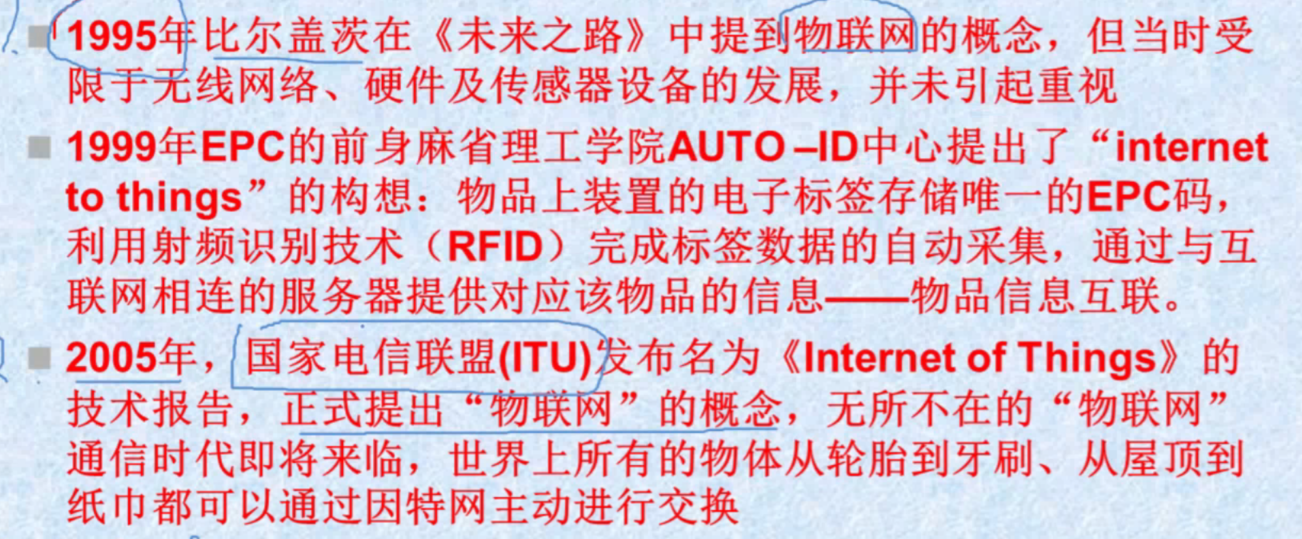 1995年比尔盖茨在《未来之路》中提到物联网的概念，但当时受
限于无线网络、硬件及传感器设备的发展，并未引起重视
1999年EPC的前身麻省理工学院AUTO–ID中心提出了“internet
to things”的构想：物品上装置的电子标签存储唯一的EPC码，
利用射频识别技术（RFID）完成标签数据的自动采集，通过与互
联网相连的服务器提供对应该物品的信息——物品信息互联。
2005年，国家电信联盟(ITU)发布名为《Internet of Things》的
技术报告，正式提出“物联网”的概念，无所不在的“物联网”
通信时代即将来临，世界上所有的物体从轮胎到牙刷、从屋顶到
纸巾都可以通过因特网主动进行交换